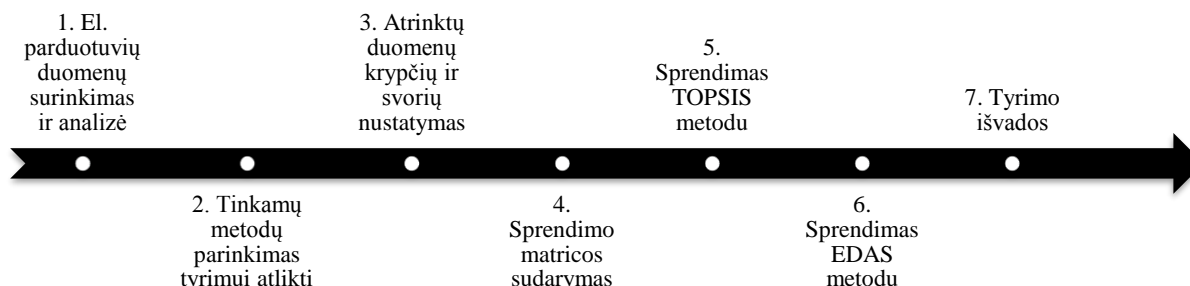 1. El.
parduotuvių
duomenų
surinkimas
ir analizė
2. Tinkamų
metodų
parinkimas
tyrimui atlikti
3. Atrinktų
duomenų
krypčių ir
svorių
nustatymas
4.
Sprendimo
matricos
sudarymas
5.
Sprendimas
TOPSIS
metodu
6.
Sprendimas
EDAS
metodu
7. Tyrimo
išvados